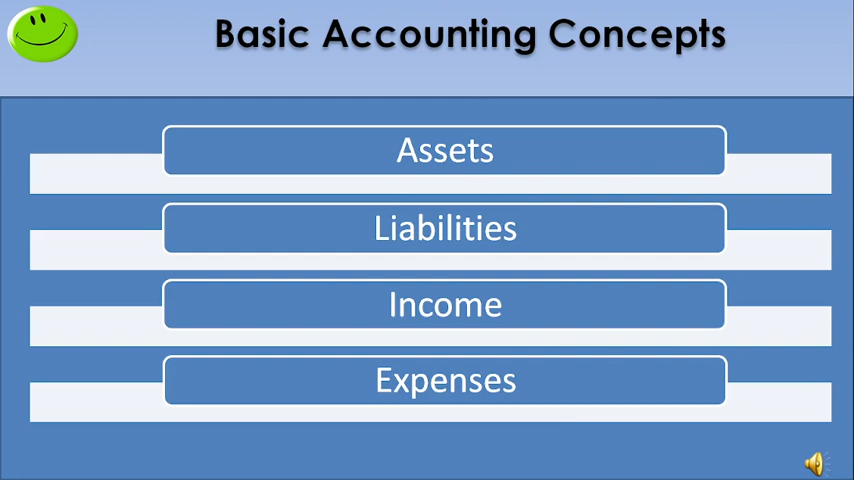 Basic Accounting Concepts
Assets
Liabilities
Income
Expenses